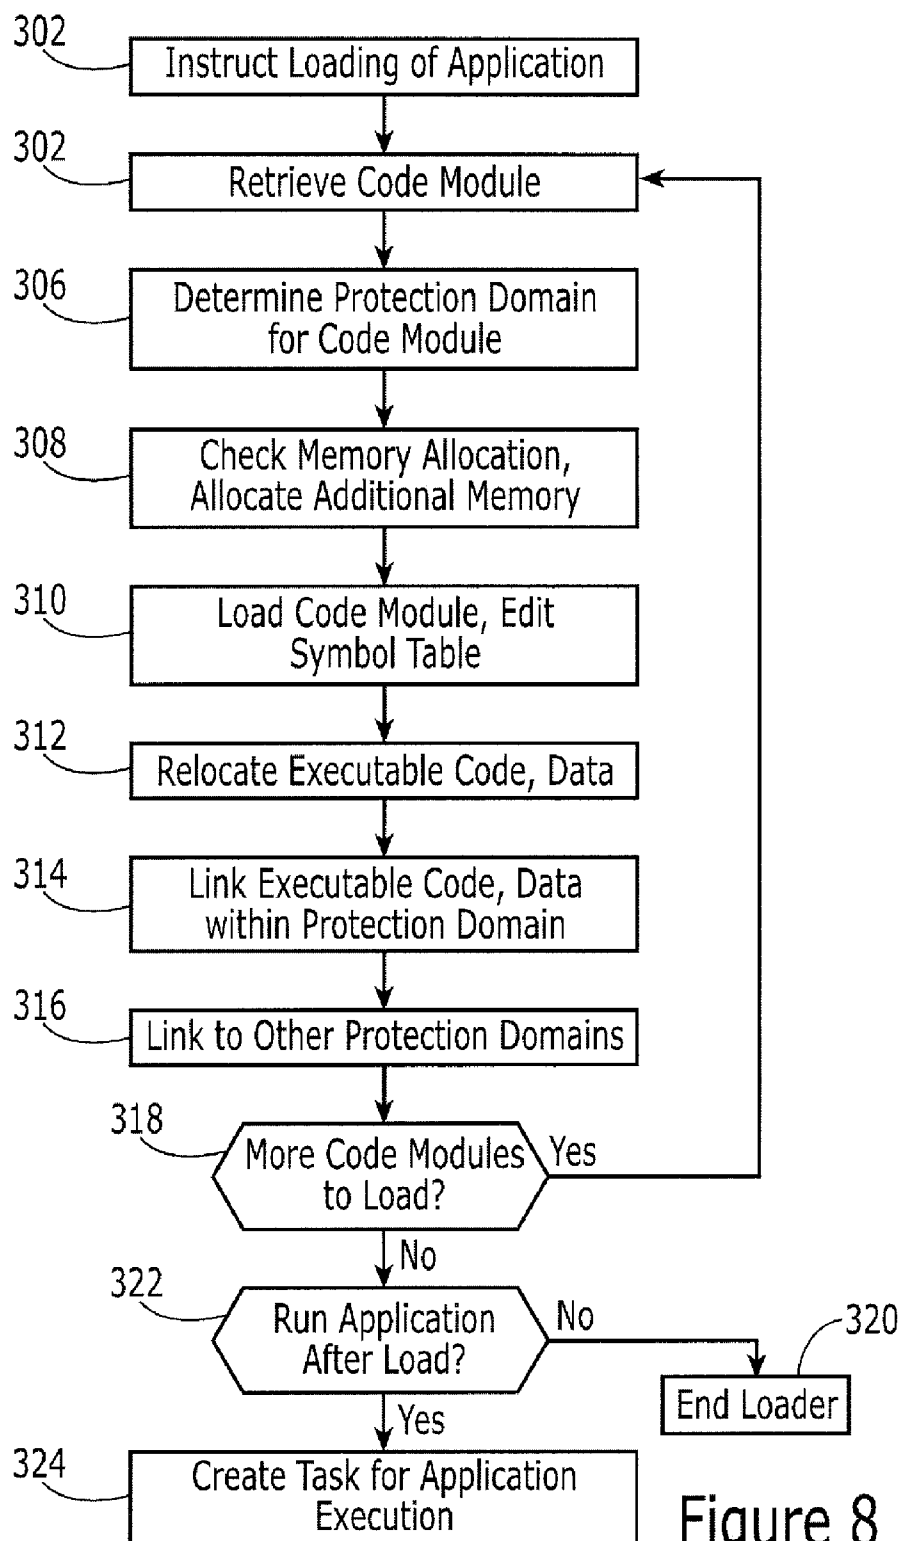 302
Instruct Loading of Application
302
Retrieve Code Module
306
Determine Protection Domain
for Code Module
308
Check Memory Allocation,
Allocate Additional Memory
310
Load Code Module, Edit
Symbol Table
312
Relocate Executable Code, Data
314
Link Executable Code, Data
within Protection Domain
316
Link to Other Protection Domains
318
More Code Modules
to Load?
Yes
No
322
Run Application
After Load?
No
320
End Loader
Yes
324
Create Task for Application
Execution
Figure 8